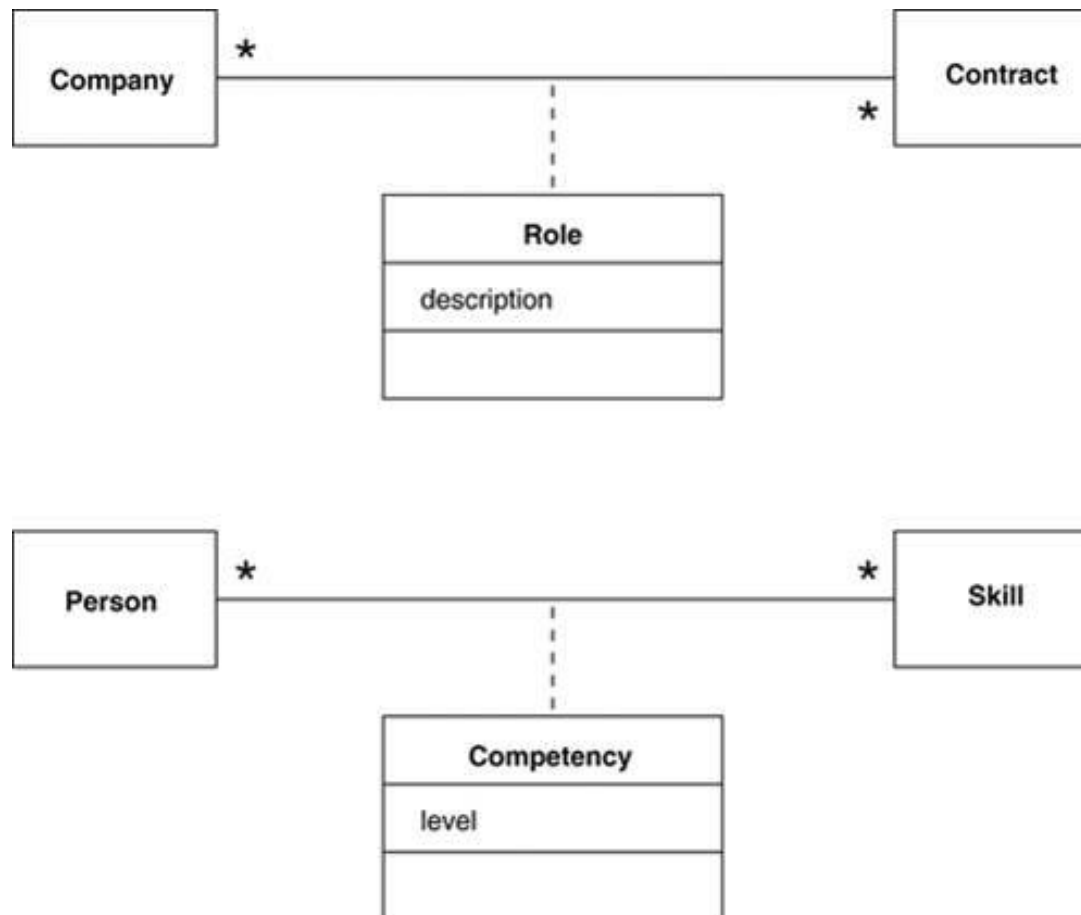 *
Company
Contract
*
Role
description
*
*
Person
Skill
Competency
level